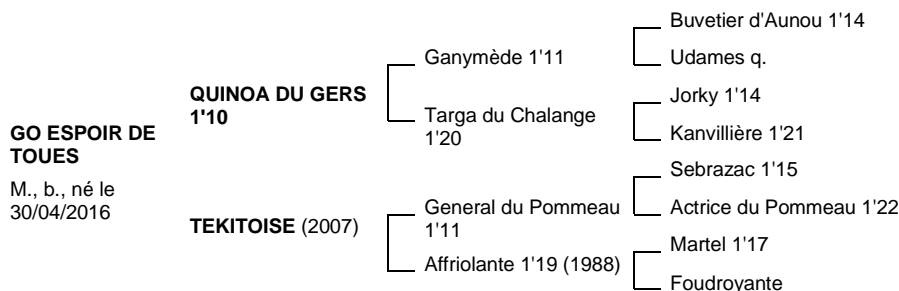 GO ESPOIR DE
TOUES
M., b., né le
30/04/2016
QUINOA DU GERS
1'10
TEKITOISE (2007)
Ganymède 1'11
Targa du Chalange
1'20
General du Pommeau
1'11
Affriolante 1'19 (1988)
Buvetier d'Aunou 1'14
Udames q.
Jorky 1'14
Kanvillière 1'21
Sebrazac 1'15
Actrice du Pommeau 1'22
Martel 1'17
Foudroyante